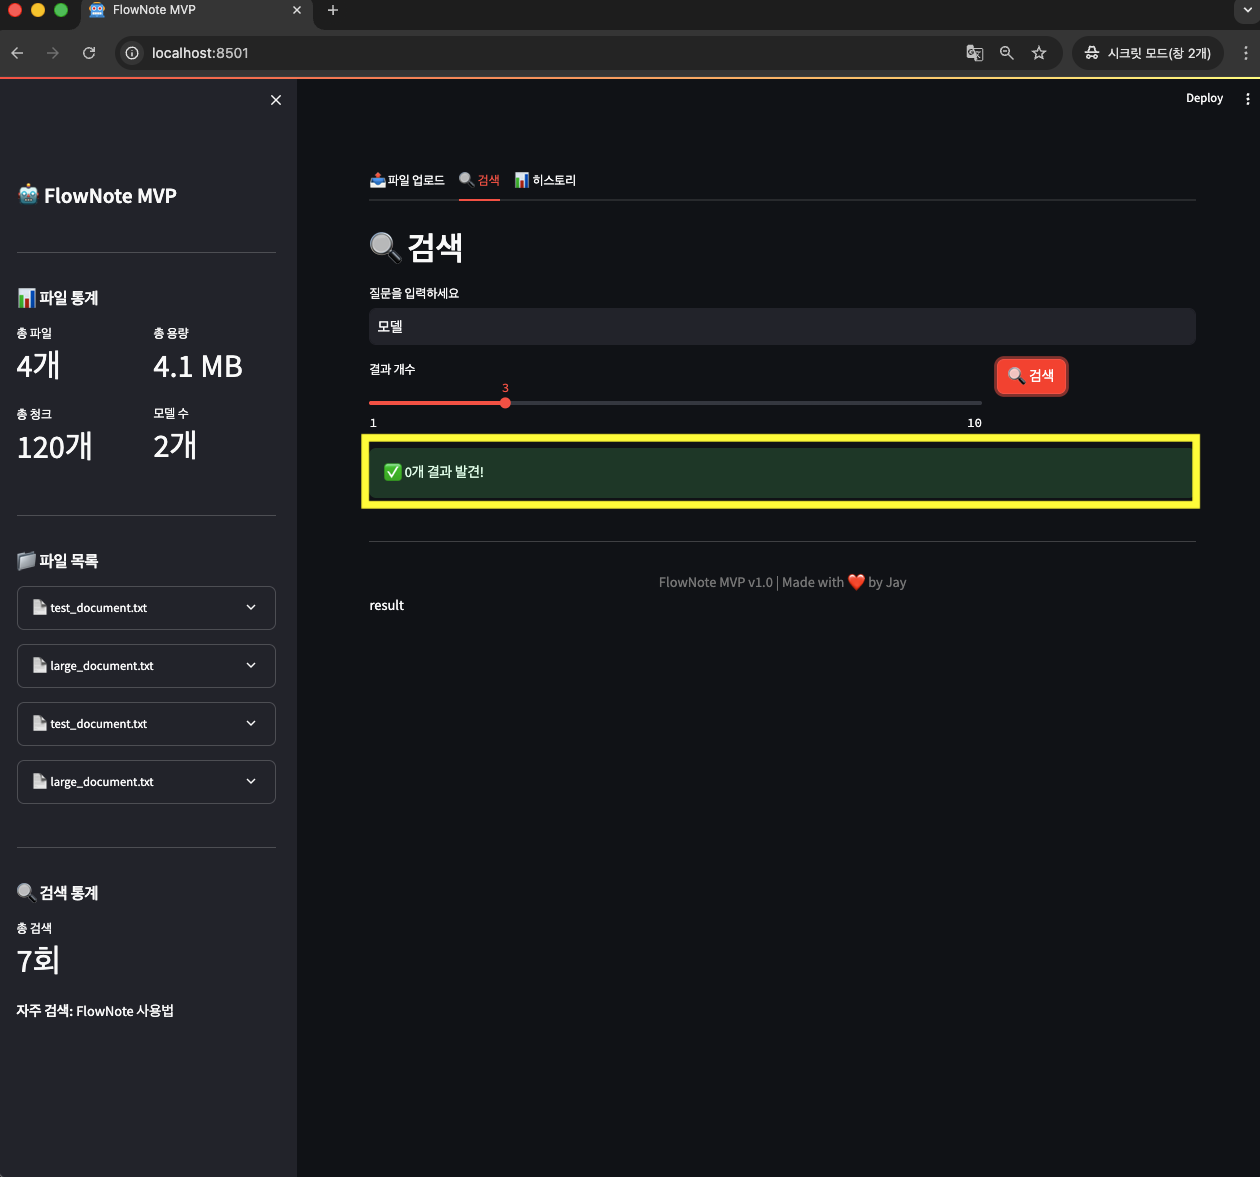 FlowNote MVP
localhost:8501
시크릿 모드(창 2개)
Deploy
FlowNote MVP
파일 통계
총 파일
총 용량
4개
4.1 MB
총 청크
모델 수
120개
2개
파일 목록
test_document.txt
large_document.txt
test_document.txt
large_document.txt
검색 통계
총 검색
7회
자주 검색: FlowNote 사용법
파일 업로드
검색
히스토리
검색
질문을 입력하세요
모델
결과 개수
3
1
10
검색
0개 결과 발견!
FlowNote MVP v1.0 | Made with ❤️ by Jay
result